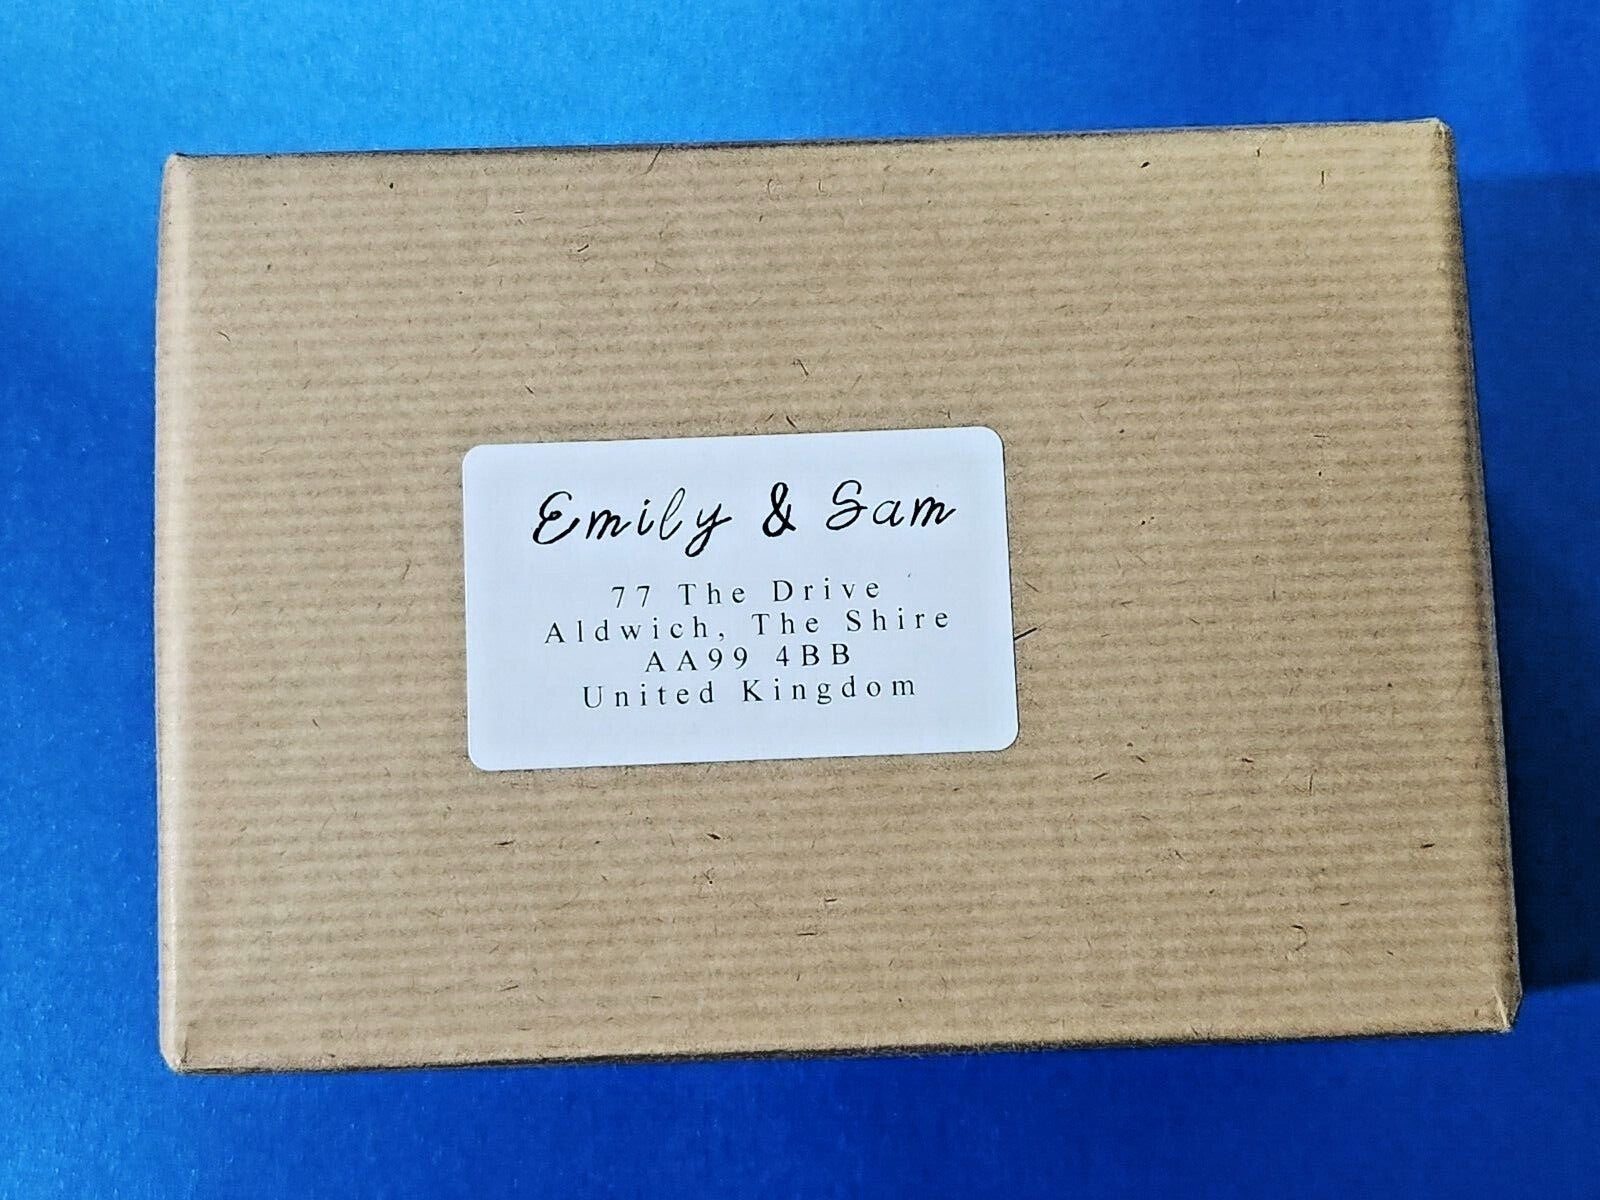 Emily & Sam
77 The Drive
Aldwich, The Shire
AA99 4BB
United Kingdom